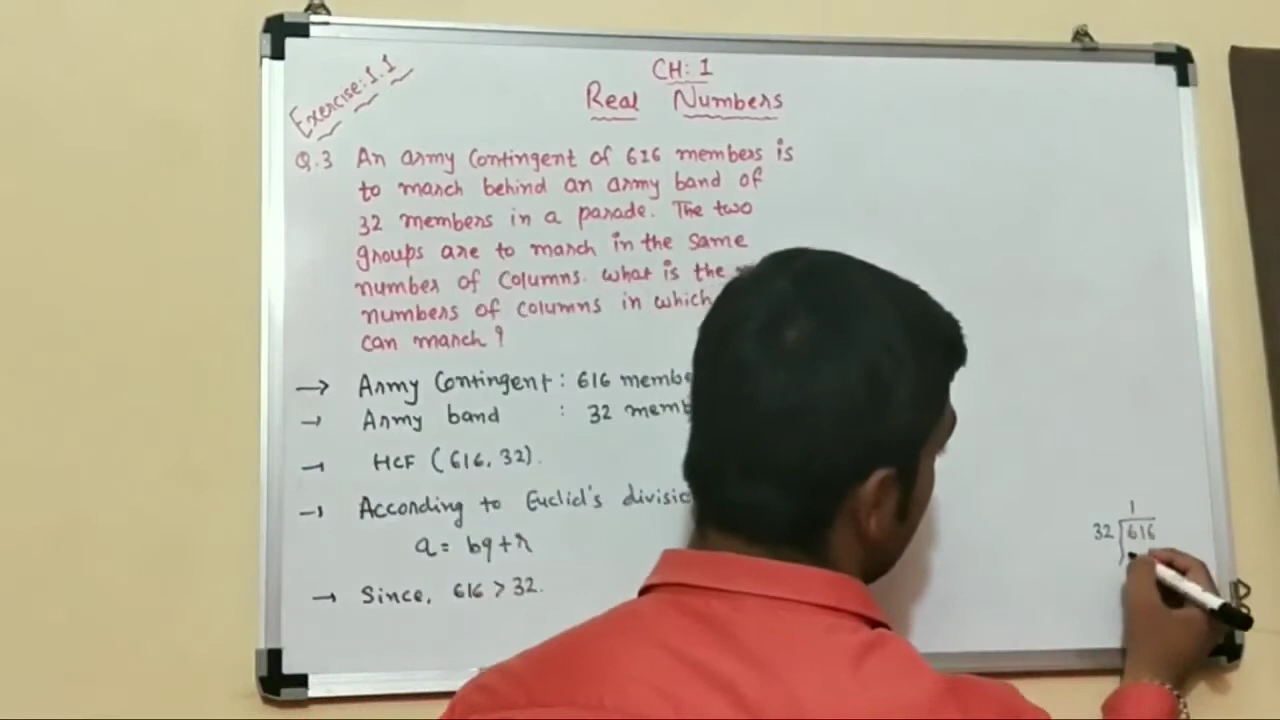 Exercise: 1.1
CH: 1
Real Numbers
Q.3 An army Contingent of 616 members is
to march behind an army band of
32 members in a parade. The two
groups are to march in the same
number of Columns. What is the
numbers of columns in which
can march?
→ Army Contingent : 616
→ Army band : 32
→ HCF (616, 32).
→ According to Euclid's
a = bq + r
→ Since, 616 > 32.
1
32 616